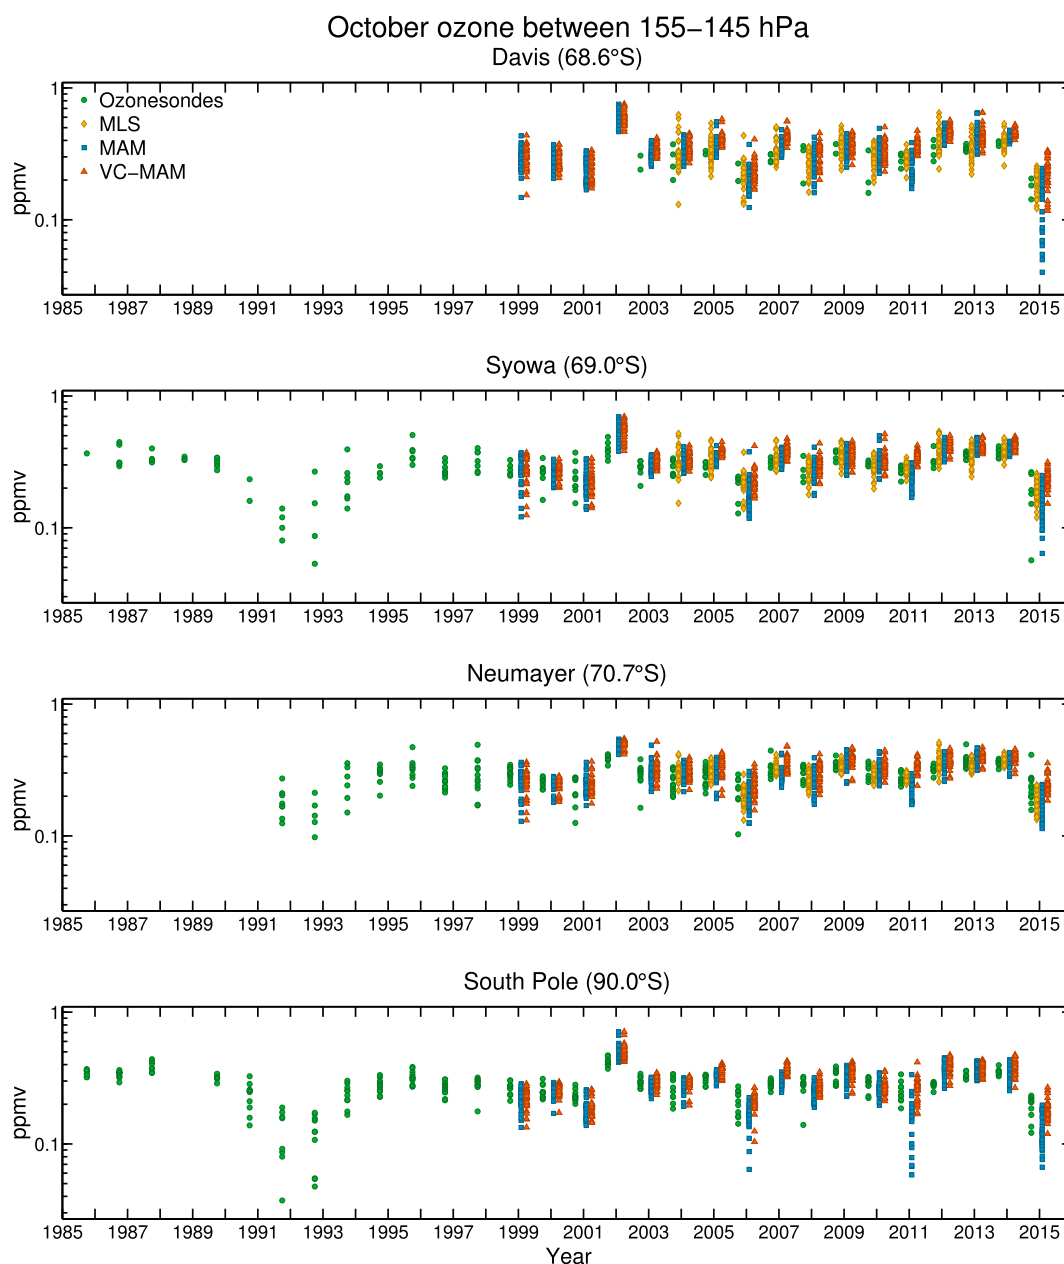 October ozone between 155−145 hPa
Davis (68.6°S)
1
Ozonesondes
MLS
MAM
VC−MAM
ppmv
0.1
1985 1987 1989 1991 1993 1995 1997 1999 2001 2003 2005 2007 2009 2011 2013 2015
Syowa (69.0°S)
1
ppmv
0.1
1985 1987 1989 1991 1993 1995 1997 1999 2001 2003 2005 2007 2009 2011 2013 2015
Neumayer (70.7°S)
1
ppmv
0.1
1985 1987 1989 1991 1993 1995 1997 1999 2001 2003 2005 2007 2009 2011 2013 2015
South Pole (90.0°S)
1
ppmv
0.1
1985 1987 1989 1991 1993 1995 1997 1999 2001 2003 2005 2007 2009 2011 2013 2015
Year